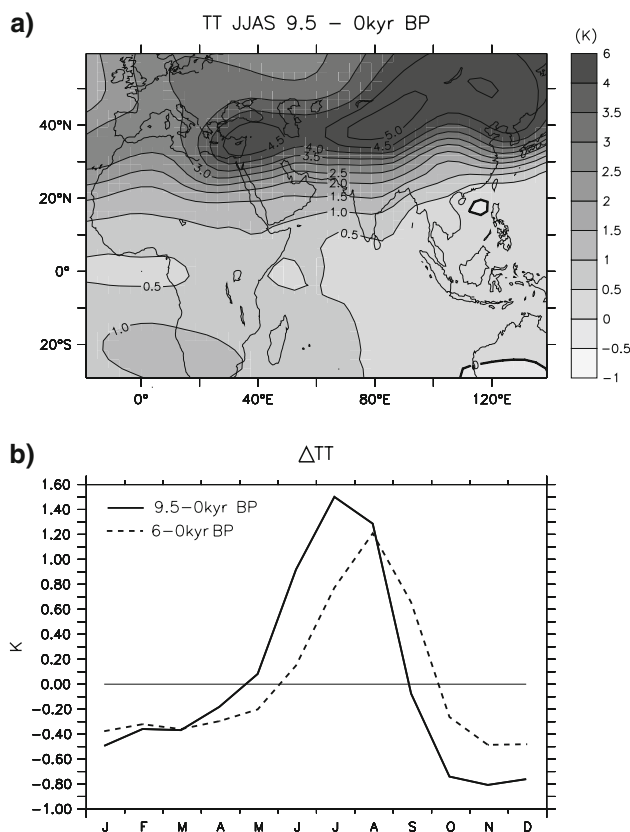 a)
TT JJAS 9.5 – 0kyr BP
(K)
6
4
3.5
3
2.5
2
1.5
1
0.5
0
−0.5
−1
40°N
20°N
0°
20°S
0°
40°E
80°E
120°E
3.0
4.5
4.0
3.5
5.0
4.5
2.5
2.0
1.5
1.0
0.5
0.5
1.0
0
b)
△TT
1.60
1.40
1.20
1.00
0.80
0.60
0.40
0.20
0.00
−0.20
−0.40
−0.60
−0.80
−1.00
K
9.5−0kyr BP
6−0kyr BP
J F M A M J J A S O N D